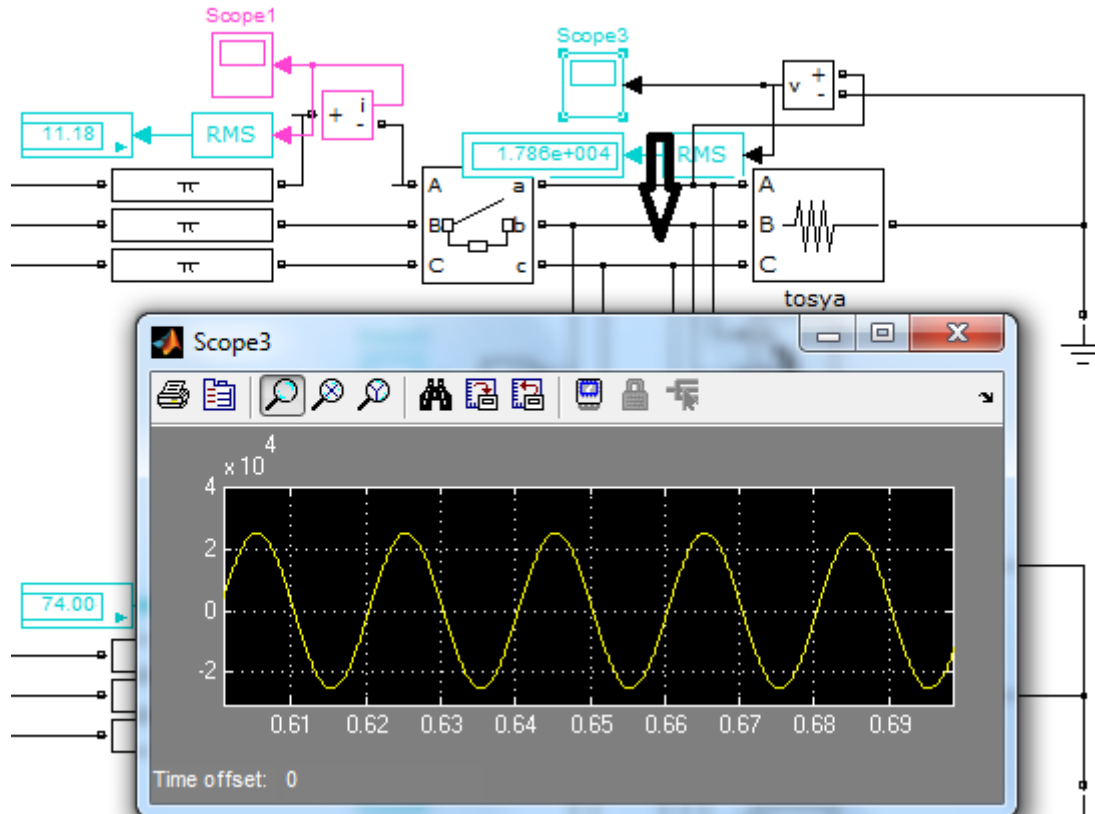 Scope1
Scope3
i
+
-
v
+
-
11.18
RMS
1.786e+004
RMS
π
A
a
A
π
B
b
B
π
C
c
C
tosya
Scope3
4
x 10
4
2
0
-2
0.61 0.62 0.63 0.64 0.65 0.66 0.67 0.68 0.69
Time offset: 0
74.00